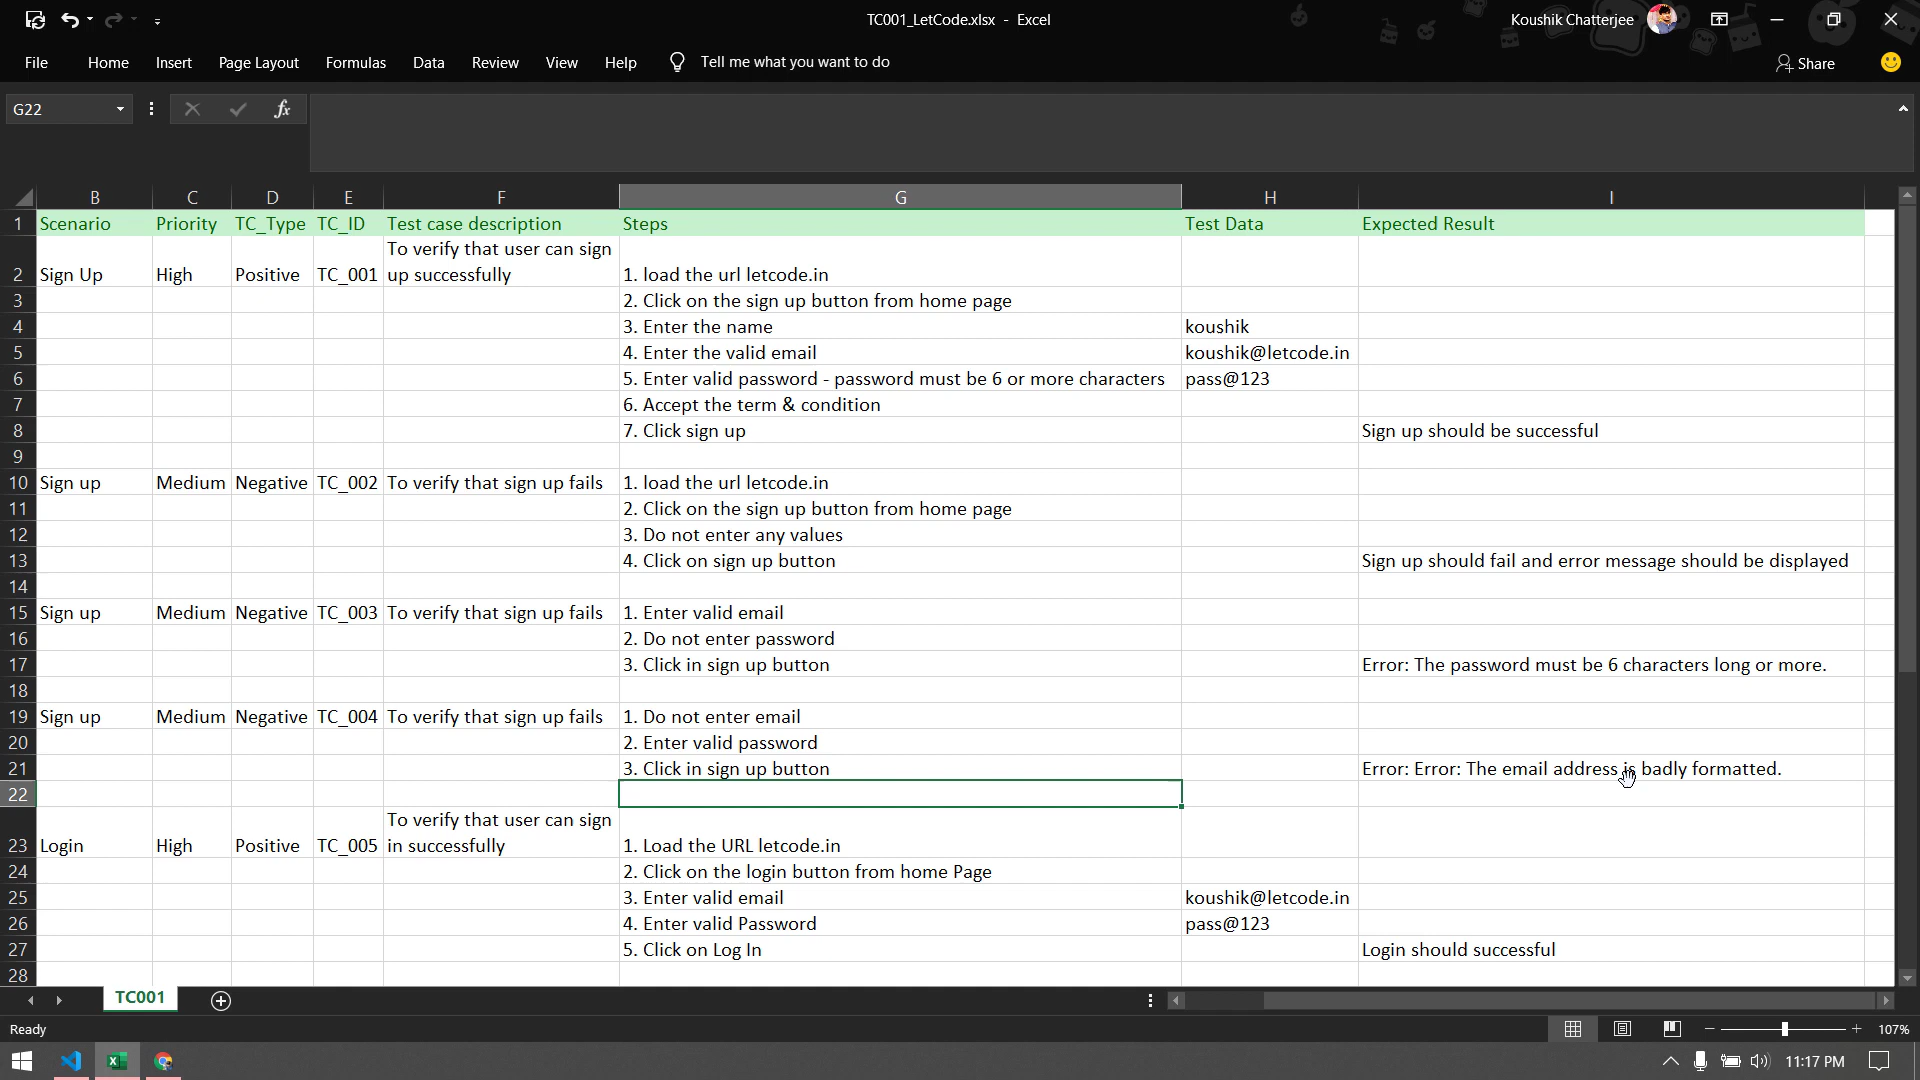 TC001_LetCode.xlsx - Excel
Koushik Chatterjee
File Home Insert Page Layout Formulas Data Review View Help Tell me what you want to do Share
G22 fx
B C D E F G H I
1 Scenario Priority TC_Type TC_ID Test case description Steps Test Data Expected Result
To verify that user can sign
2 Sign Up High Positive TC_001 up successfully 1. load the url letcode.in
3 2. Click on the sign up button from home page
4 3. Enter the name koushik
5 4. Enter the valid email koushik@letcode.in
6 5. Enter valid password - password must be 6 or more characters pass@123
7 6. Accept the term & condition
8 7. Click sign up Sign up should be successful
9
10 Sign up Medium Negative TC_002 To verify that sign up fails 1. load the url letcode.in
11 2. Click on the sign up button from home page
12 3. Do not enter any values
13 4. Click on sign up button Sign up should fail and error message should be displayed
14
15 Sign up Medium Negative TC_003 To verify that sign up fails 1. Enter valid email
16 2. Do not enter password
17 3. Click in sign up button Error: The password must be 6 characters long or more.
18
19 Sign up Medium Negative TC_004 To verify that sign up fails 1. Do not enter email
20 2. Enter valid password
21 3. Click in sign up button Error: Error: The email address is badly formatted.
22
To verify that user can sign
23 Login High Positive TC_005 in successfully 1. Load the URL letcode.in
24 2. Click on the login button from home Page
25 3. Enter valid email koushik@letcode.in
26 4. Enter valid Password pass@123
27 5. Click on Log In Login should successful
28
TC001
Ready 107%
11:17 PM